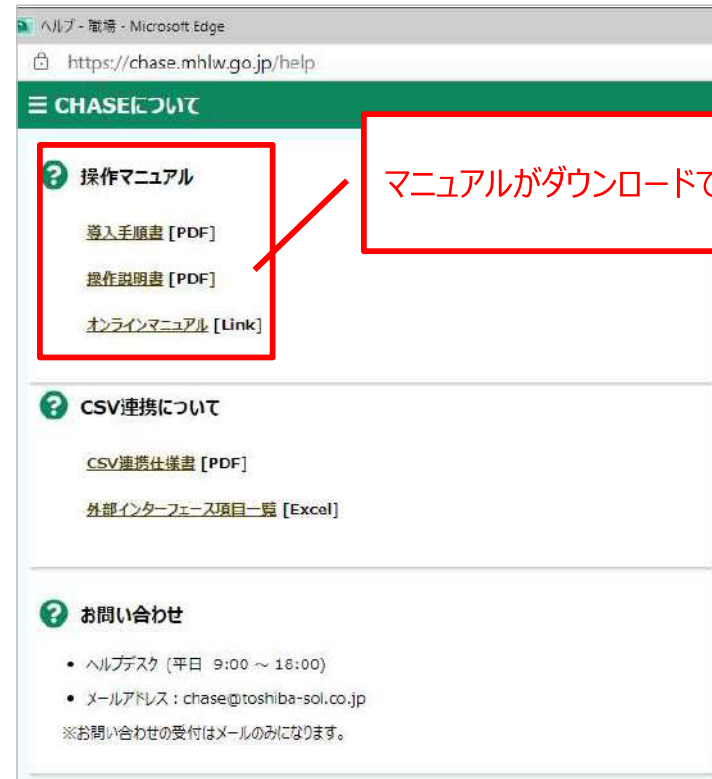 ヘルプ - 職場 - Microsoft Edge
https://chase.mhlw.go.jp/help
CHASEについて
操作マニュアル
マニュアルがダウンロードで
導入手順書 [PDF]
操作説明書 [PDF]
オンラインマニュアル [Link]
CSV連携について
CSV連携仕様書 [PDF]
外部インターフェース項目一覧 [Excel]
お問い合わせ
• ヘルプデスク (平日 9:00 ～ 18:00)
• メールアドレス : chase@toshiba-sol.co.jp
※お問い合わせの受付はメールのみになります。